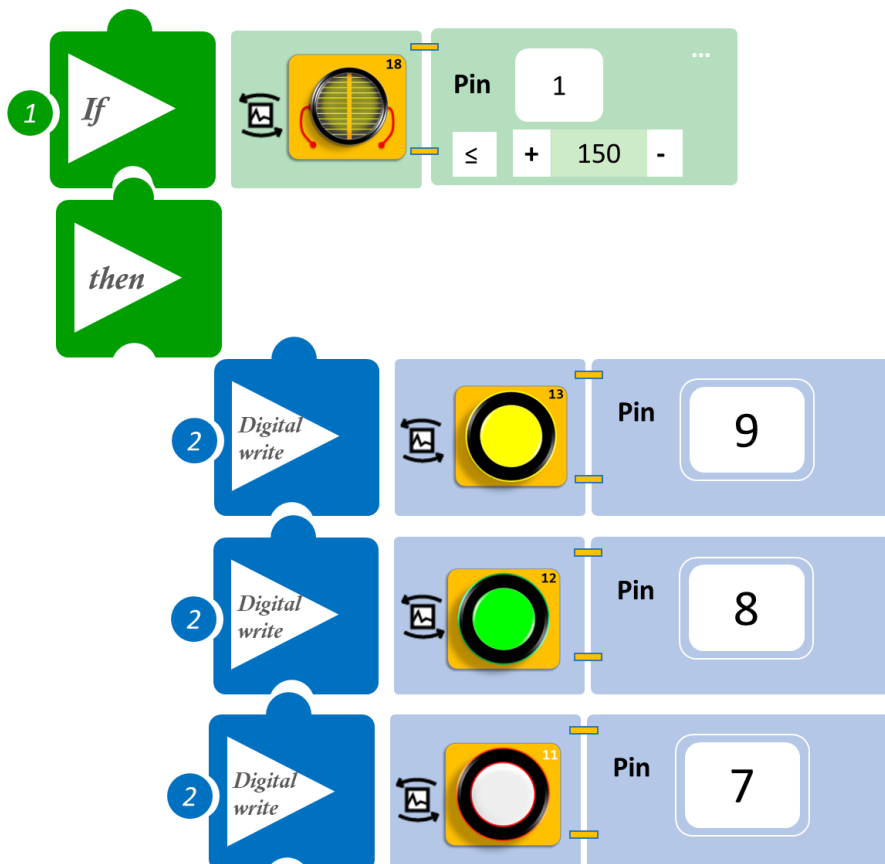 18
...
Pin 1
1 If
≤ + 150 -
then
13
Pin 9
2 Digital
write
12
Pin 8
2 Digital
write
11
Pin 7
2 Digital
write